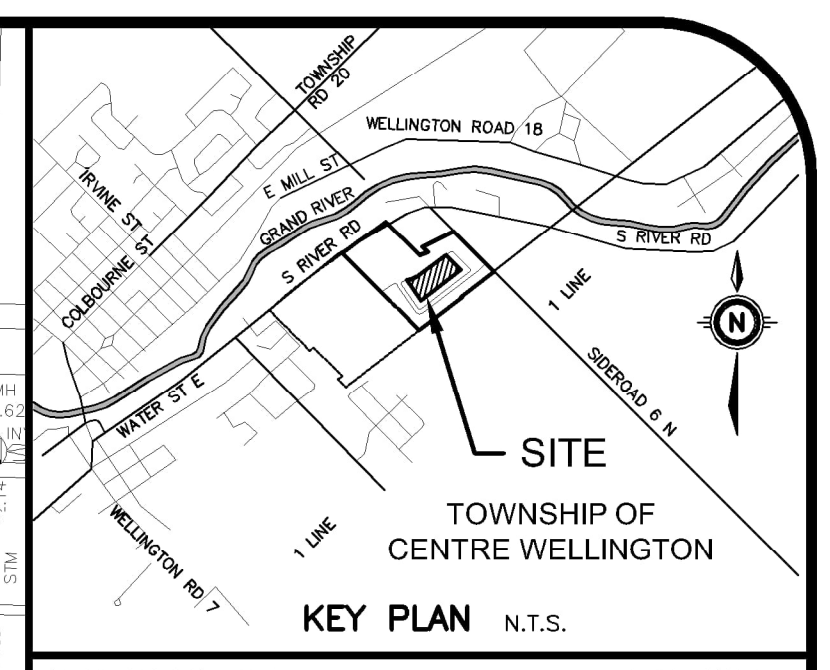 TOWNSHIP
RD 20
WELLINGTON ROAD 18
E MILL ST
IRVINE ST
GRAND RIVER
COLBOURNE ST
S RIVER RD
S RIVER RD
1 LINE
N
SIDEROAD 6 N
WATER ST E
MH
.62
SITE
TOWNSHIP OF
CENTRE WELLINGTON
WELLINGTON RD 7
1 LINE
STM
KEY PLAN N.T.S.